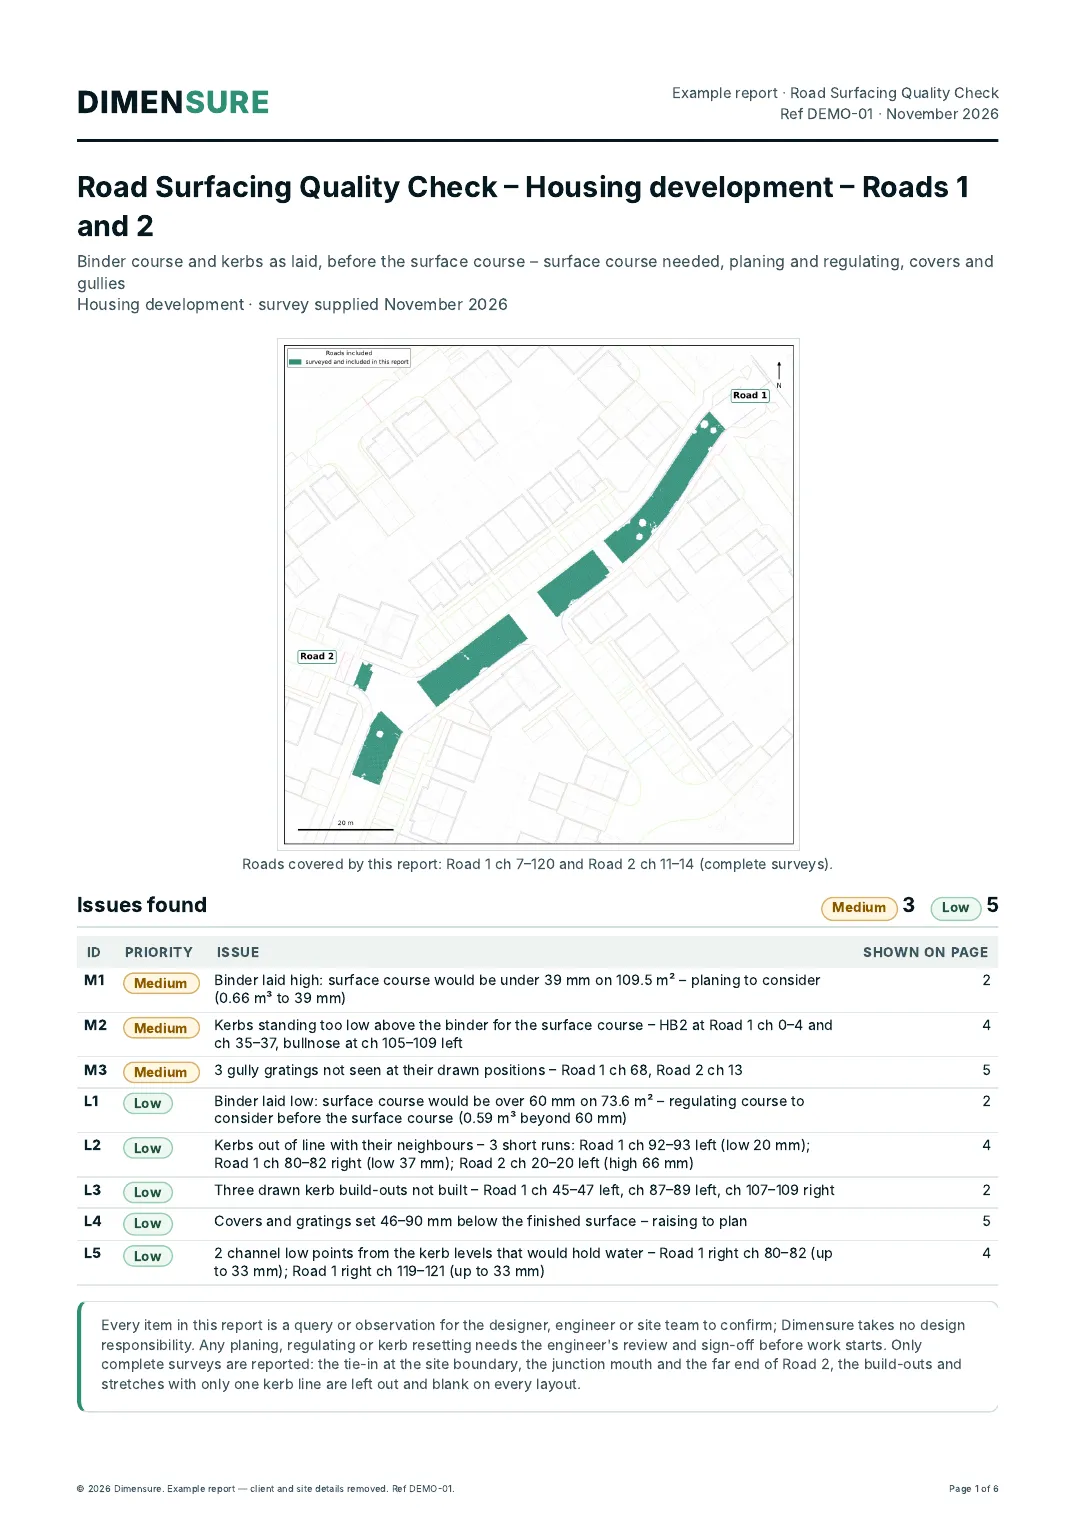 DIMENSURE
Example report · Road Surfacing Quality Check
Ref DEMO-01 · November 2026
Road Surfacing Quality Check – Housing development – Roads 1
and 2
Binder course and kerbs as laid, before the surface course – surface course needed, planing and regulating, covers and
gullies
Housing development · survey supplied November 2026
Roads included
surveyed and included in this report
N
Road 1
Road 2
20 m
Roads covered by this report: Road 1 ch 7–120 and Road 2 ch 11–14 (complete surveys).
Issues found
Medium 3 Low 5
ID PRIORITY ISSUE SHOWN ON PAGE
M1 Medium Binder laid high: surface course would be under 39 mm on 109.5 m² – planing to consider 2
(0.66 m³ to 39 mm)
M2 Medium Kerbs standing too low above the binder for the surface course – HB2 at Road 1 ch 0–4 and 4
ch 35–37, bullnose at ch 105–109 left
M3 Medium 3 gully gratings not seen at their drawn positions – Road 1 ch 68, Road 2 ch 13 5
L1 Low Binder laid low: surface course would be over 60 mm on 73.6 m² – regulating course to 2
consider before the surface course (0.59 m³ beyond 60 mm)
L2 Low Kerbs out of line with their neighbours – 3 short runs: Road 1 ch 92–93 left (low 20 mm); 4
Road 1 ch 80–82 right (low 37 mm); Road 2 ch 20–20 left (high 66 mm)
L3 Low Three drawn kerb build-outs not built – Road 1 ch 45–47 left, ch 87–89 left, ch 107–109 right 2
L4 Low Covers and gratings set 46–90 mm below the finished surface – raising to plan 5
L5 Low 2 channel low points from the kerb levels that would hold water – Road 1 right ch 80–82 (up 4
to 33 mm); Road 1 right ch 119–121 (up to 33 mm)
Every item in this report is a query or observation for the designer, engineer or site team to confirm; Dimensure takes no design
responsibility. Any planing, regulating or kerb resetting needs the engineer's review and sign-off before work starts. Only
complete surveys are reported: the tie-in at the site boundary, the junction mouth and the far end of Road 2, the build-outs and
stretches with only one kerb line are left out and blank on every layout.
© 2026 Dimensure. Example report — client and site details removed. Ref DEMO-01.
Page 1 of 6